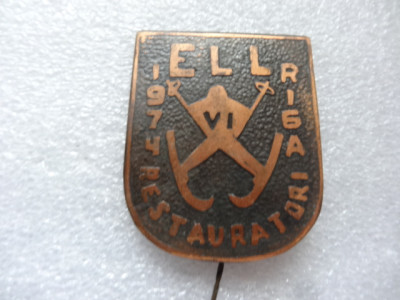 ELL
1974
RIGA
VI
RESTAURATORI